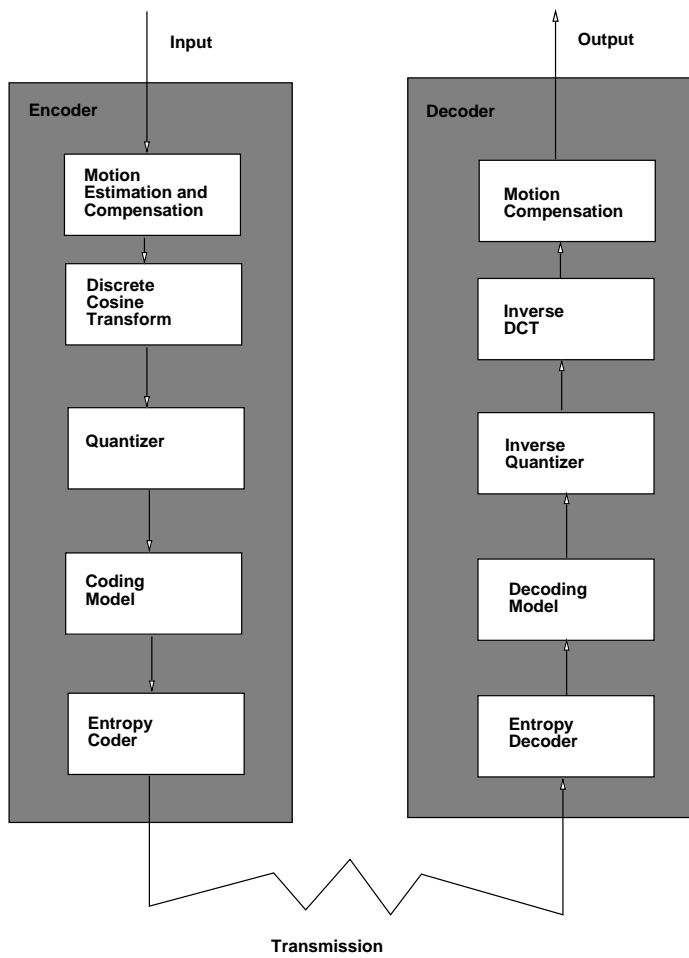 Input
Encoder
Motion
Estimation and
Compensation
Discrete
Cosine
Transform
Quantizer
Coding
Model
Entropy
Coder
Transmission
Output
Decoder
Motion
Compensation
Inverse
DCT
Inverse
Quantizer
Decoding
Model
Entropy
Decoder